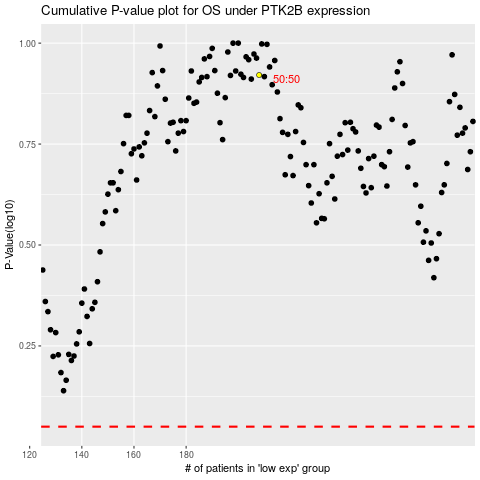 Cumulative P-value plot for OS under PTK2B expression
P-Value(log10)
1.00
0.75
0.50
0.25
50:50
120 140 160 180
# of patients in 'low exp' group